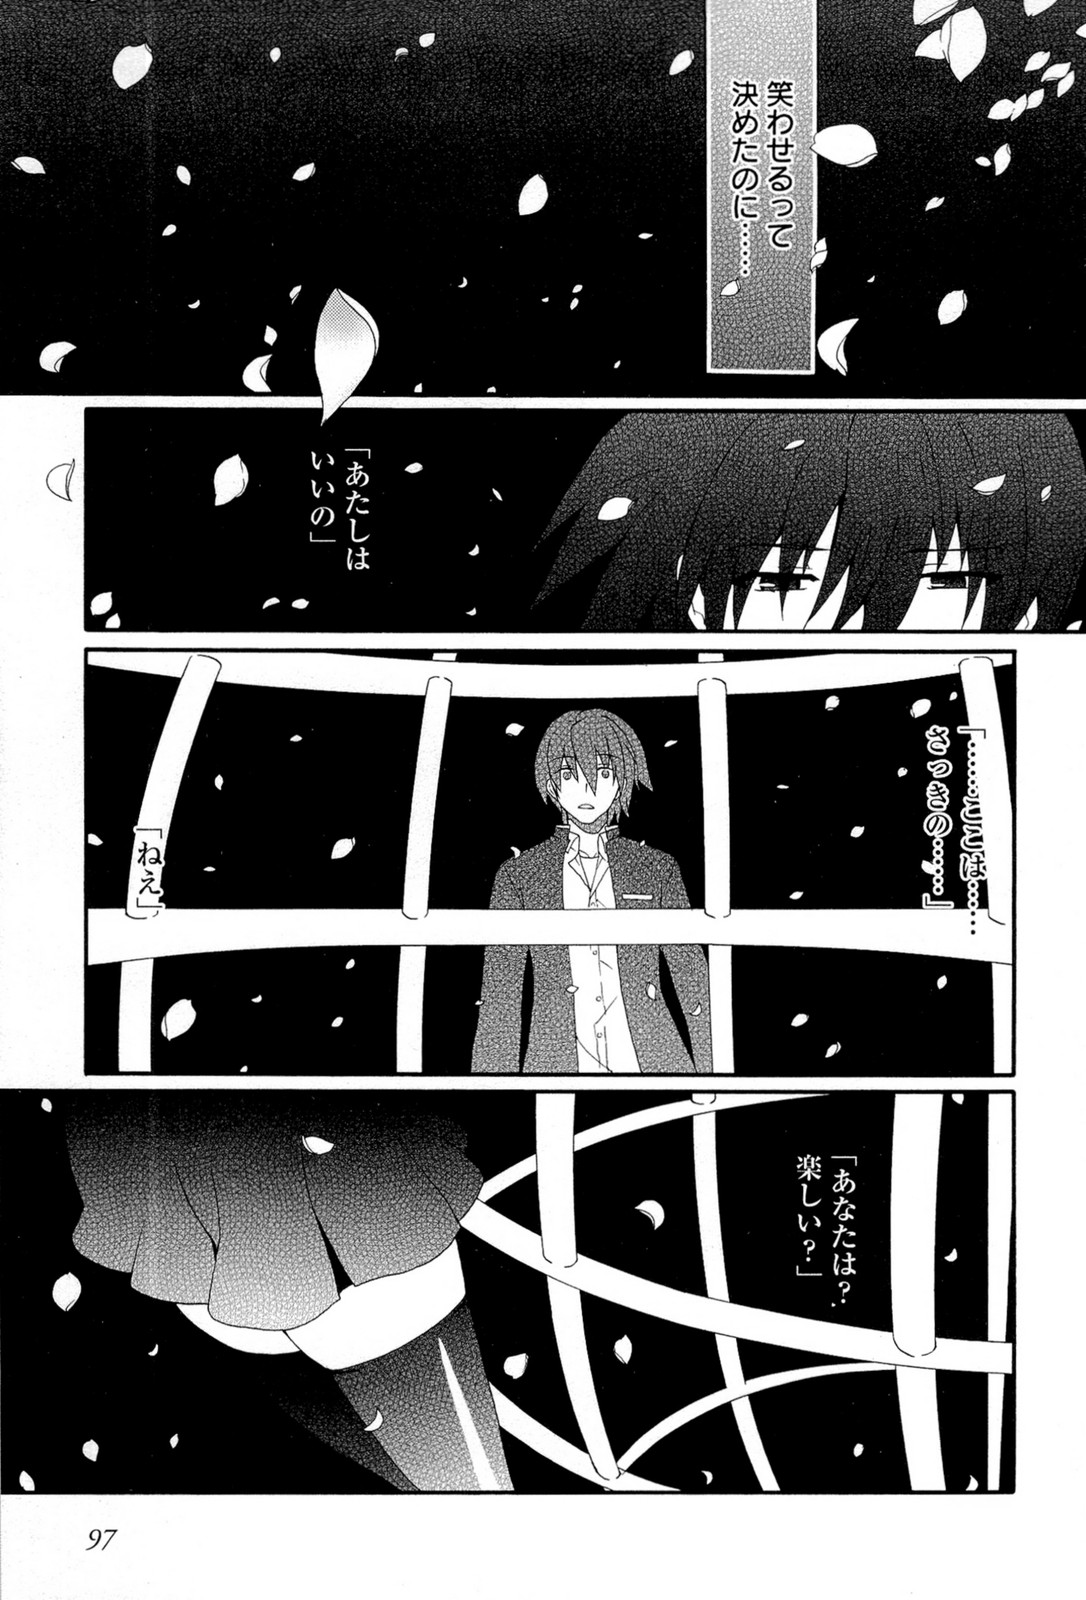 笑わせるって
決めたのに……
「あたしは
いいの」
「……ここは……
さっきの……」
「ねえ」
「あなたは？
楽しい？」
97